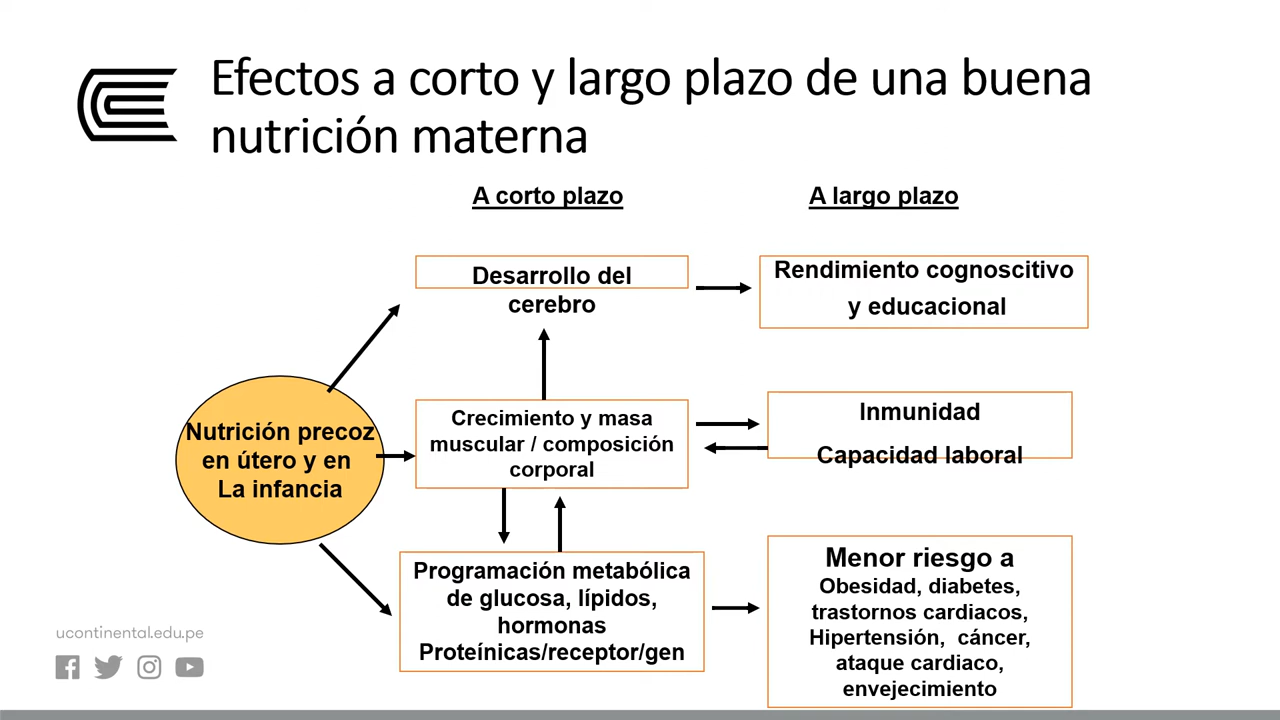 Efectos a corto y largo plazo de una buena
nutrición materna
A corto plazo
A largo plazo
Desarrollo del
cerebro
Rendimiento cognoscitivo
y educacional
Nutrición precoz
en útero y en
La infancia
Crecimiento y masa
muscular / composición
corporal
Inmunidad
Capacidad laboral
Programación metabólica
de glucosa, lípidos,
hormonas
Proteínicas/receptor/gen
Menor riesgo a
Obesidad, diabetes,
trastornos cardiacos,
Hipertensión,  cáncer,
ataque cardiaco,
envejecimiento
ucontinental.edu.pe